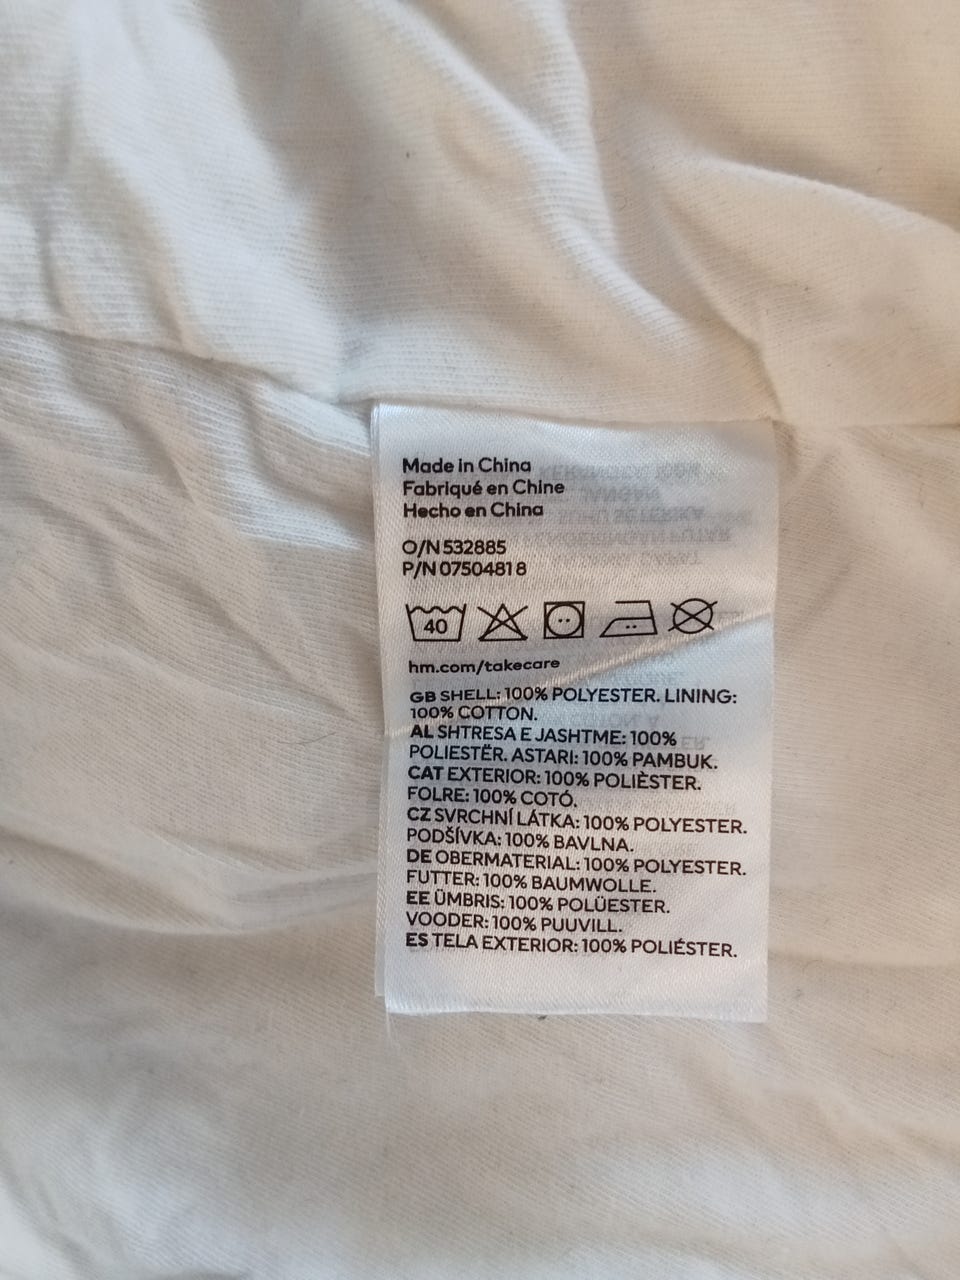 Made in China
Fabriqué en Chine
Hecho en China
O/N 532885
P/N 0750481 8
40
hm.com/takecare
GB SHELL: 100% POLYESTER. LINING:
100% COTTON.
AL SHTRESA E JASHTME: 100%
POLIESTËR. ASTARI: 100% PAMBUK.
CAT EXTERIOR: 100% POLIÈSTER.
FOLRE: 100% COTÓ.
CZ SVRCHNÍ LÁTKA: 100% POLYESTER.
PODŠÍVKA: 100% BAVLNA.
DE OBERMATERIAL: 100% POLYESTER.
FUTTER: 100% BAUMWOLLE.
EE ÜMBRIS: 100% POLÜESTER.
VOODER: 100% PUUVILL.
ES TELA EXTERIOR: 100% POLIÉSTER.